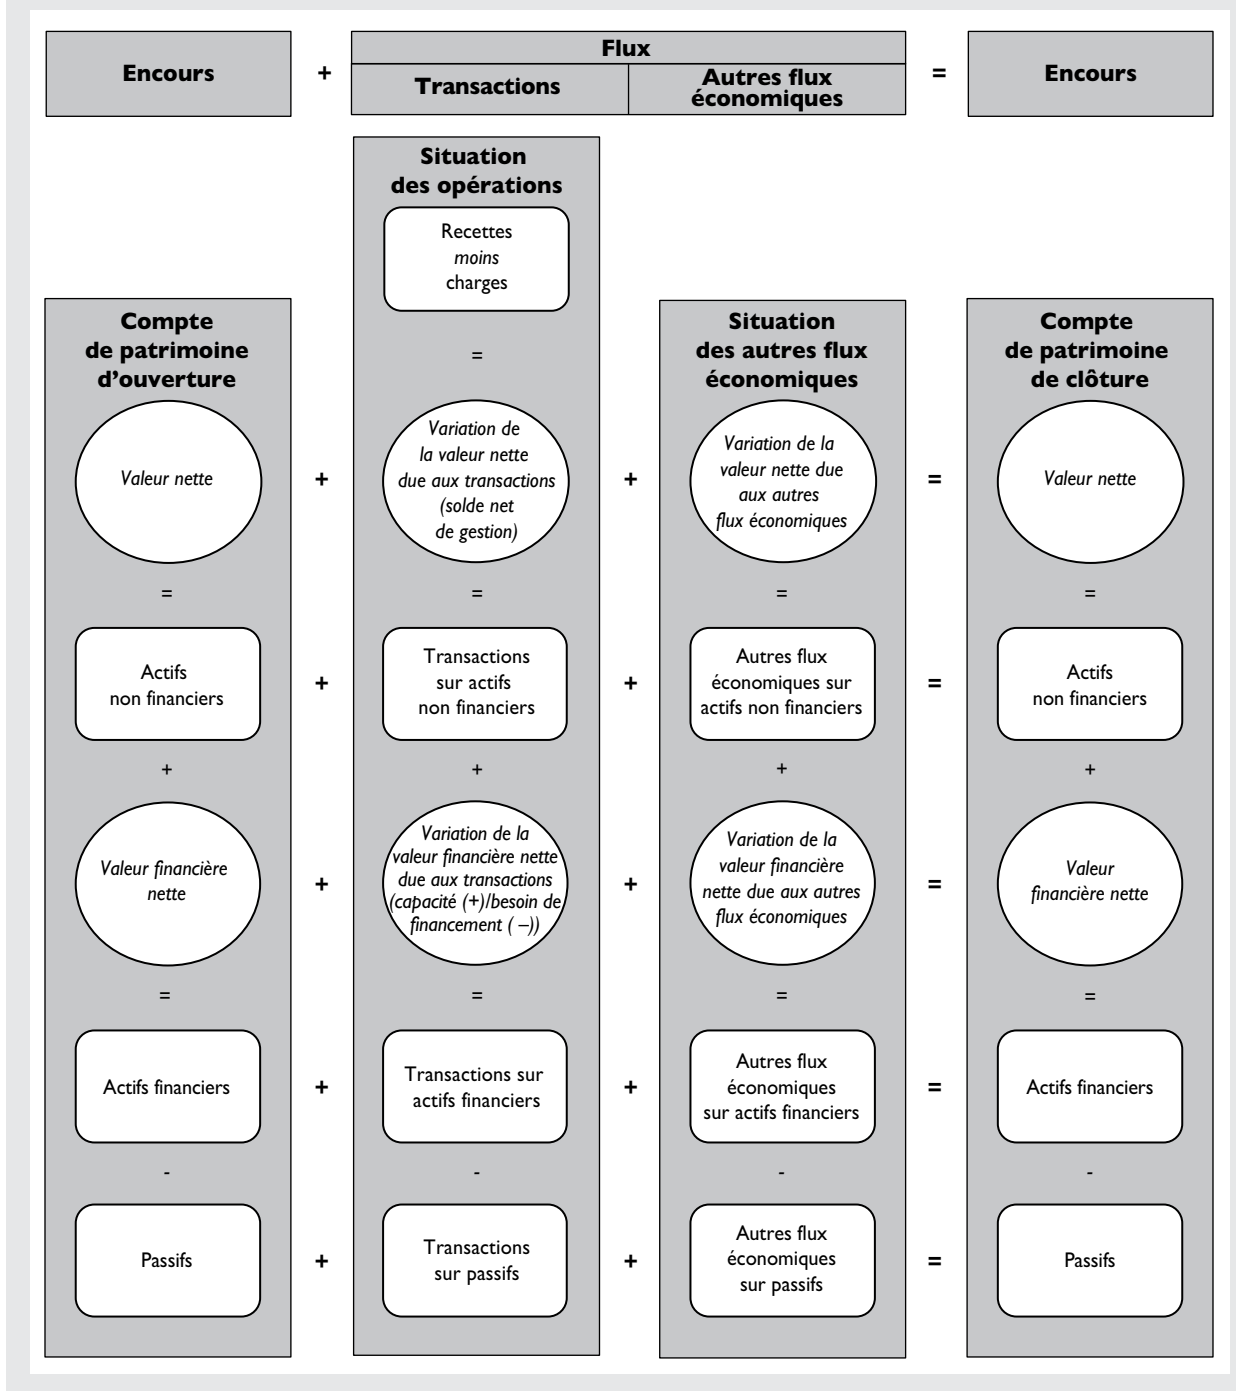 Encours
+
Flux
Transactions
Autres flux
économiques
=
Encours
Situation
des opérations
Recettes
moins
charges
=
Compte
de patrimoine
d'ouverture
Situation
des autres flux
économiques
Compte
de patrimoine
de clôture
Valeur nette
+
Variation de
la valeur nette
due aux transactions
(solde net
de gestion)
+
Variation de la
valeur nette due
aux autres
flux économiques
=
Valeur nette
=
=
=
=
Actifs
non financiers
+
Transactions
sur actifs
non financiers
+
Autres flux
économiques sur
actifs non financiers
=
Actifs
non financiers
+
+
+
+
Valeur financière
nette
+
Variation de la
valeur financière nette
due aux transactions
(capacité (+)/besoin de
financement ( –))
+
Variation de la
valeur financière
nette due aux autres
flux économiques
=
Valeur
financière nette
=
=
=
=
Actifs financiers
+
Transactions sur
actifs financiers
+
Autres flux
économiques
sur actifs financiers
=
Actifs financiers
-
-
-
-
Passifs
+
Transactions
sur passifs
+
Autres flux
économiques
sur passifs
=
Passifs